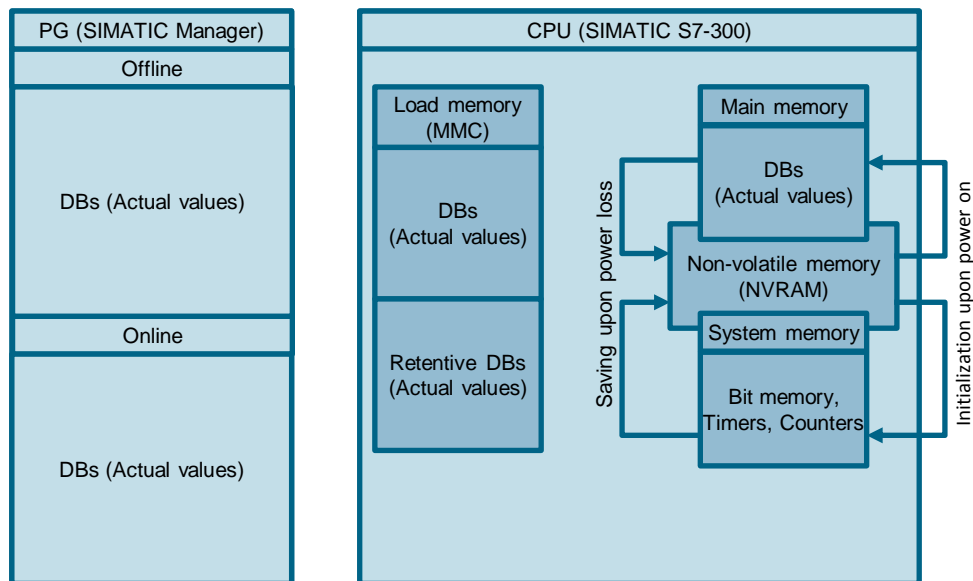 PG (SIMATIC Manager)
Offline
DBs (Actual values)
Online
DBs (Actual values)
CPU (SIMATIC S7-300)
Load memory
(MMC)
DBs
(Actual values)
Retentive DBs
(Actual values)
Saving upon power loss
Main memory
DBs
(Actual values)
Non-volatile memory
(NVRAM)
System memory
Bit memory,
Timers, Counters
Initialization upon power on